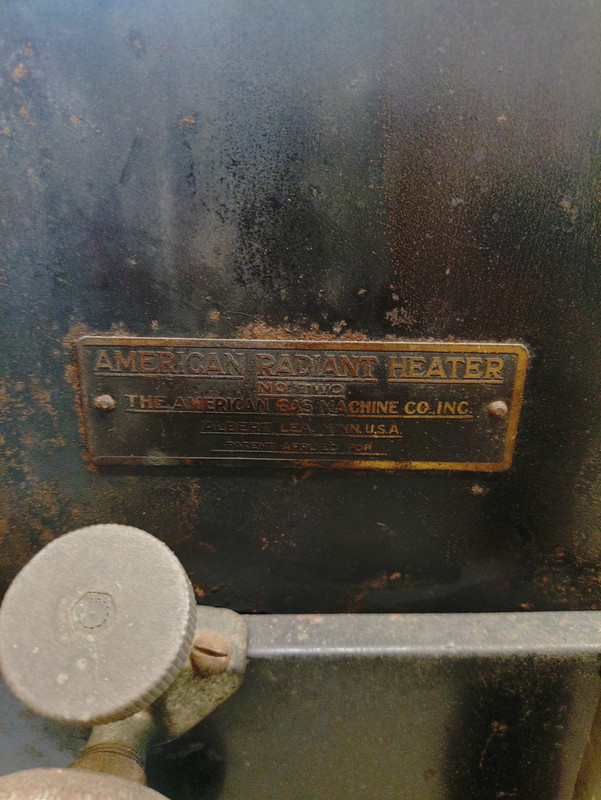 AMERICAN RADIANT HEATER
NO. TWO
THE AMERICAN GAS MACHINE CO. INC.
ALBERT LEA, MINN. U.S.A.
PATENT APPLIED FOR